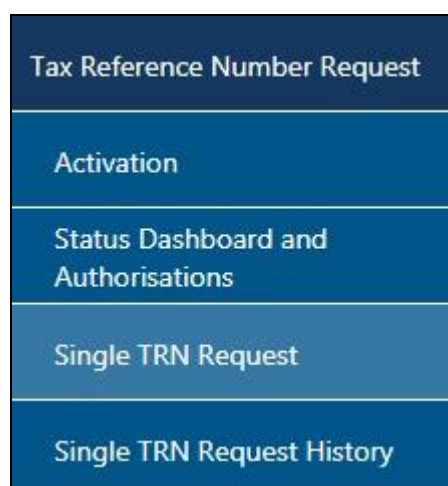 Tax Reference Number Request
Activation
Status Dashboard and
Authorisations
Single TRN Request
Single TRN Request History